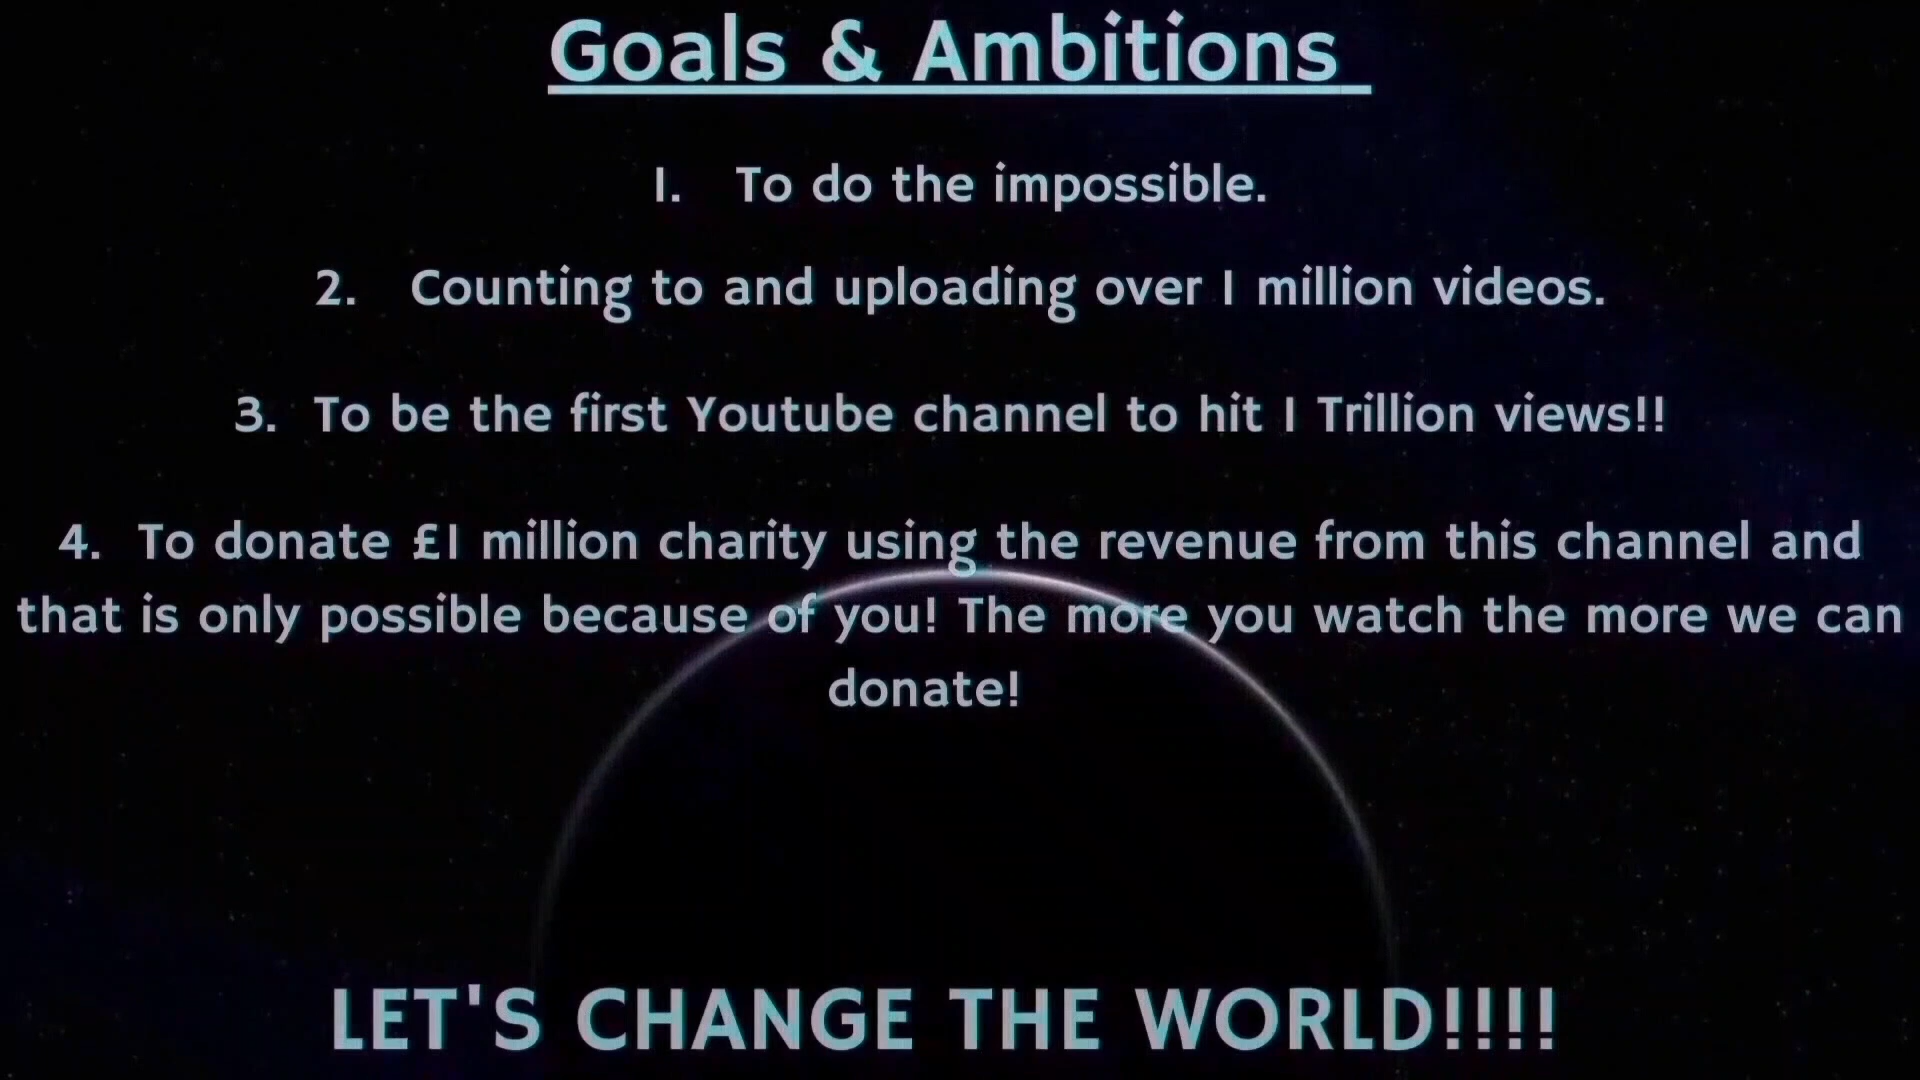 Goals & Ambitions
1. To do the impossible.
2. Counting to and uploading over 1 million videos.
3. To be the first Youtube channel to hit 1 Trillion views!!
4. To donate £1 million charity using the revenue from this channel and
that is only possible because of you! The more you watch the more we can
donate!
LET'S CHANGE THE WORLD!!!!